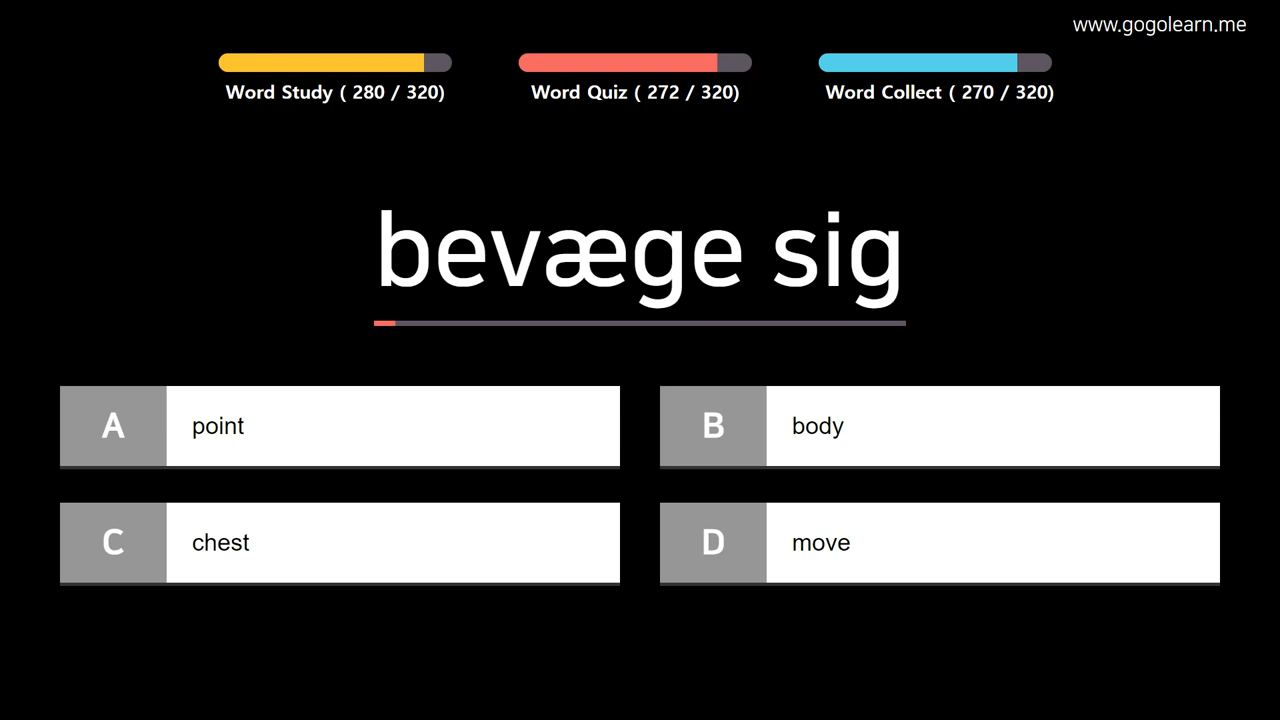 www.gogolearn.me
Word Study ( 280 / 320)
Word Quiz ( 272 / 320)
Word Collect ( 270 / 320)
bevæge sig
A point
B body
C chest
D move